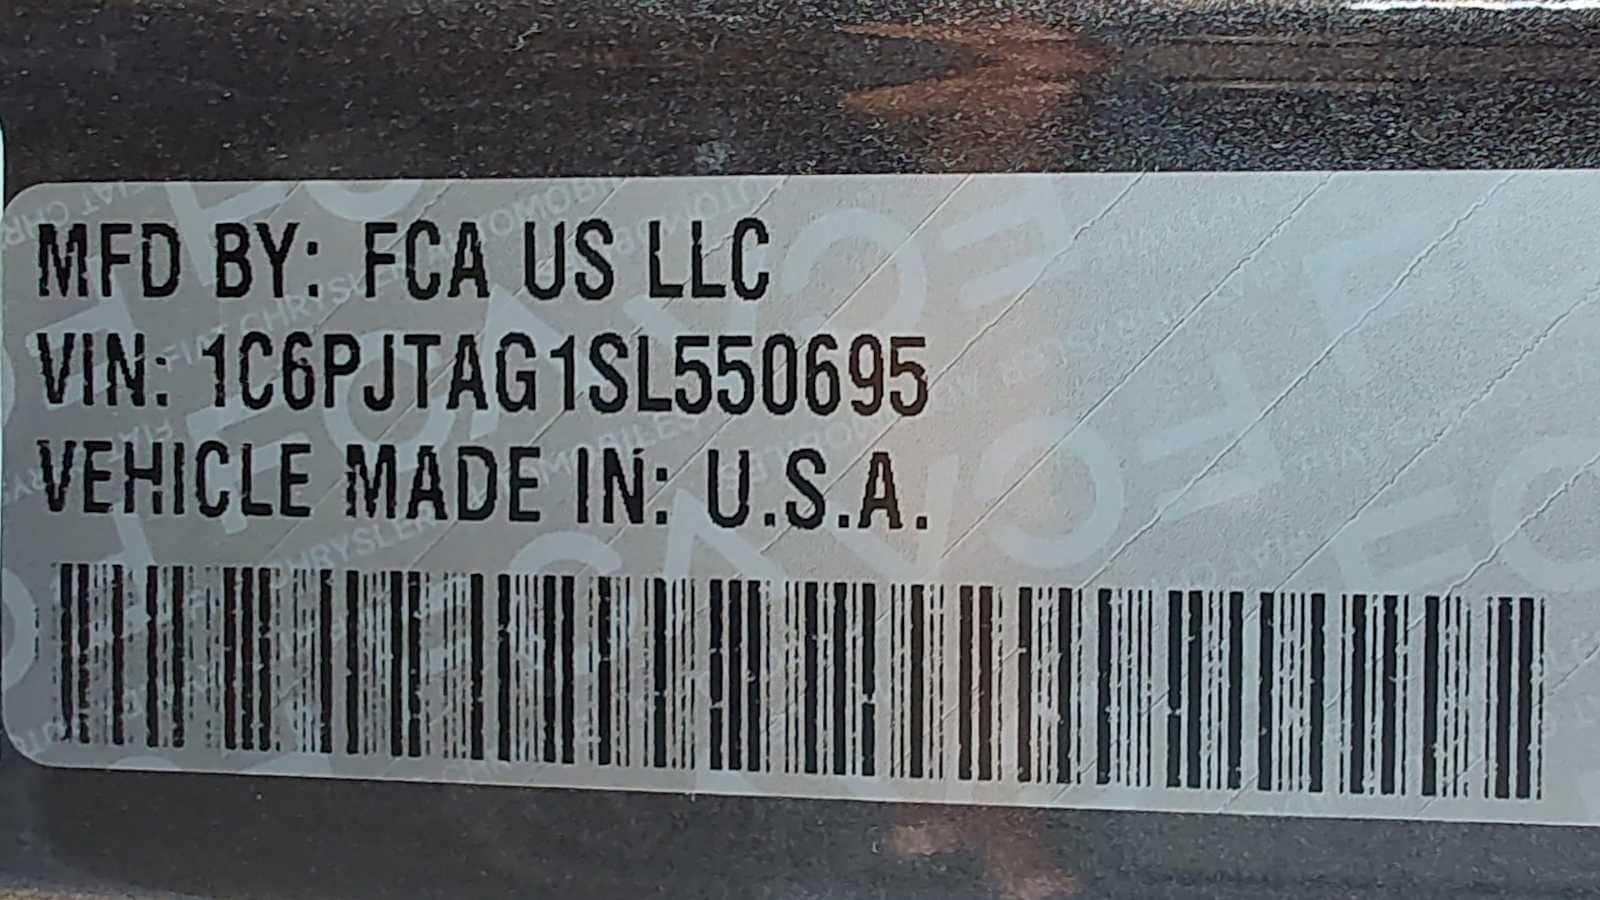 MFD BY: FCA US LLC
VIN: 1C6PJTAG1SL550695
VEHICLE MADE IN: U.S.A.